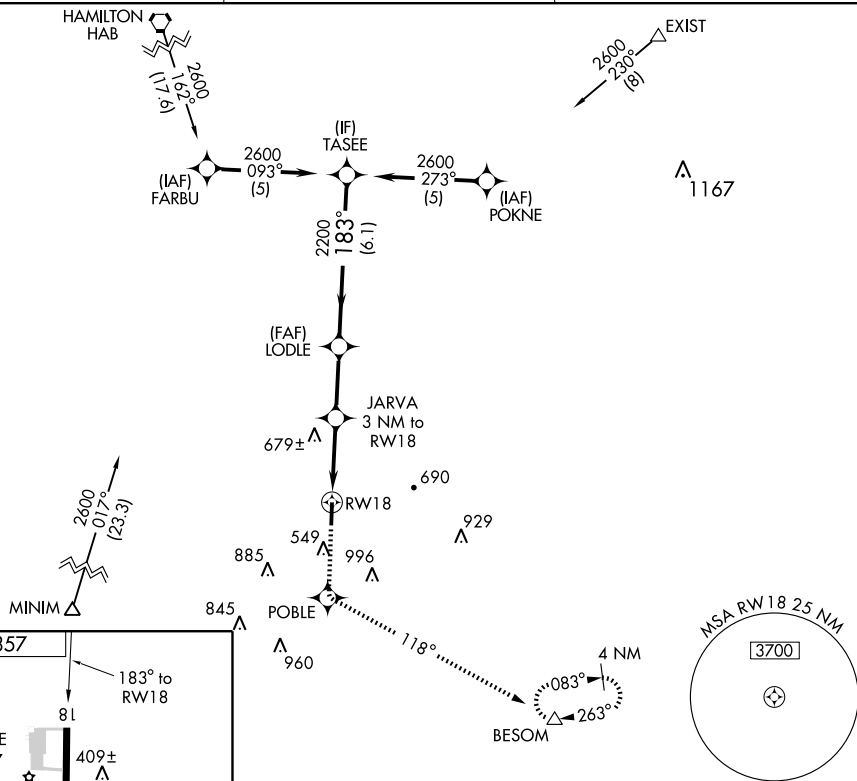 HAMILTON
HAB
2600
162°
(17.6)
EXIST
2600
230°
(8)
(IF)
TASEE
2600
093°
(5)
2600
273°
(5)
(IAF)
FARBU
(IAF)
POKNE
1167
2200
183°
(6.1)
(FAF)
LODLE
JARVA
3 NM to
RW18
679±
690
RW18
2600
017°
(23.3)
929
549
885
996
MINIM
845
POBLE
960
118°
4 NM
083°
263°
BESOM
MSA RW18 25 NM
3700
357
183° to
RW18
18
E
409±